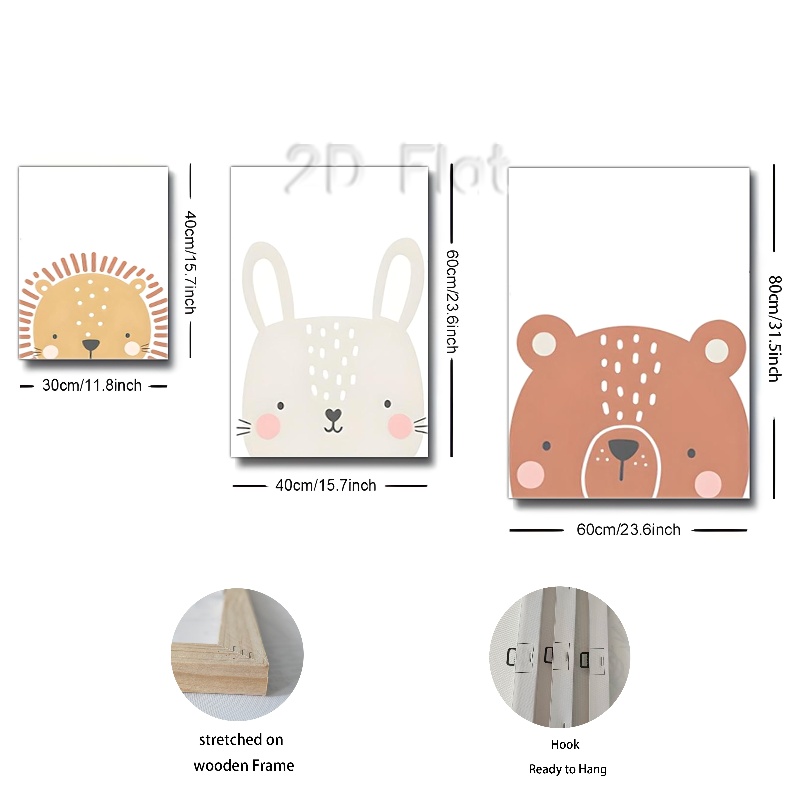 2D Flat
40cm/15.7inch
30cm/11.8inch
60cm/23.6inch
40cm/15.7inch
80cm/31.5inch
60cm/23.6inch
stretched on
wooden Frame
Hook
Ready to Hang